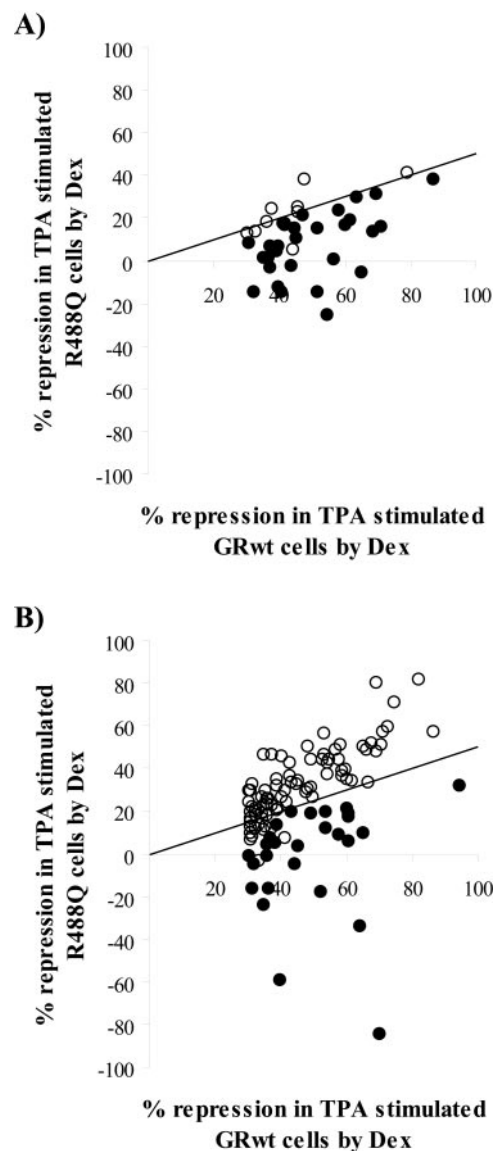 A)
100
80
60
40
20
0
-20
-40
-60
-80
-100
20 40 60 80 100
% repression in TPA stimulated
R488Q cells by Dex
% repression in TPA stimulated
GRwt cells by Dex
B)
100
80
60
40
20
0
-20
-40
-60
-80
-100
20 40 60 80 100
% repression in TPA stimulated
R488Q cells by Dex
% repression in TPA stimulated
GRwt cells by Dex